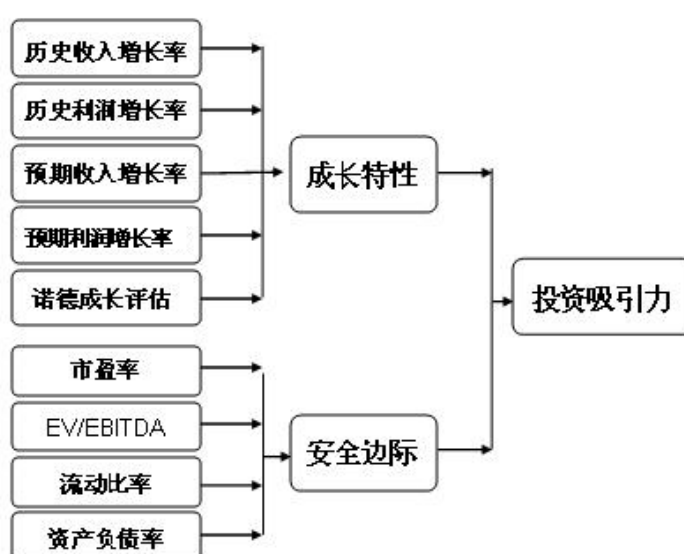 历史收入增长率
历史利润增长率
预期收入增长率
预期利润增长率
诺德成长评估
成长特性
市盈率
EV/EBITDA
流动比率
资产负债率
安全边际
投资吸引力